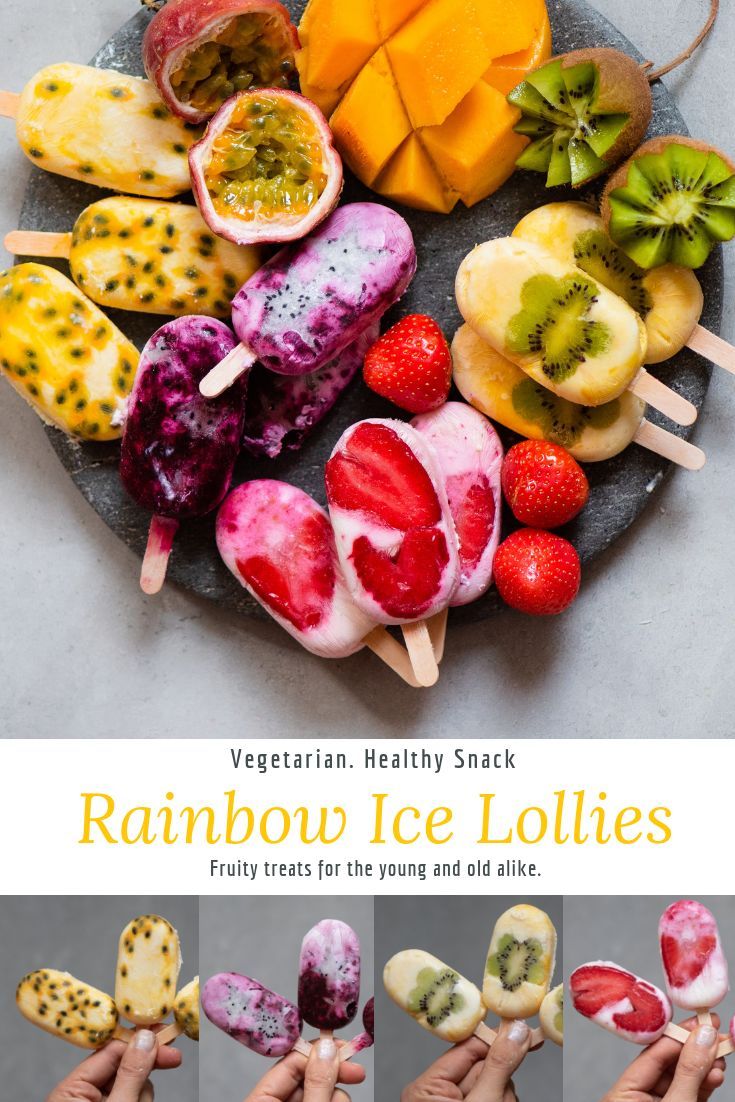 Vegetarian. Healthy Snack
Rainbow Ice Lollies
Fruity treats for the young and old alike.